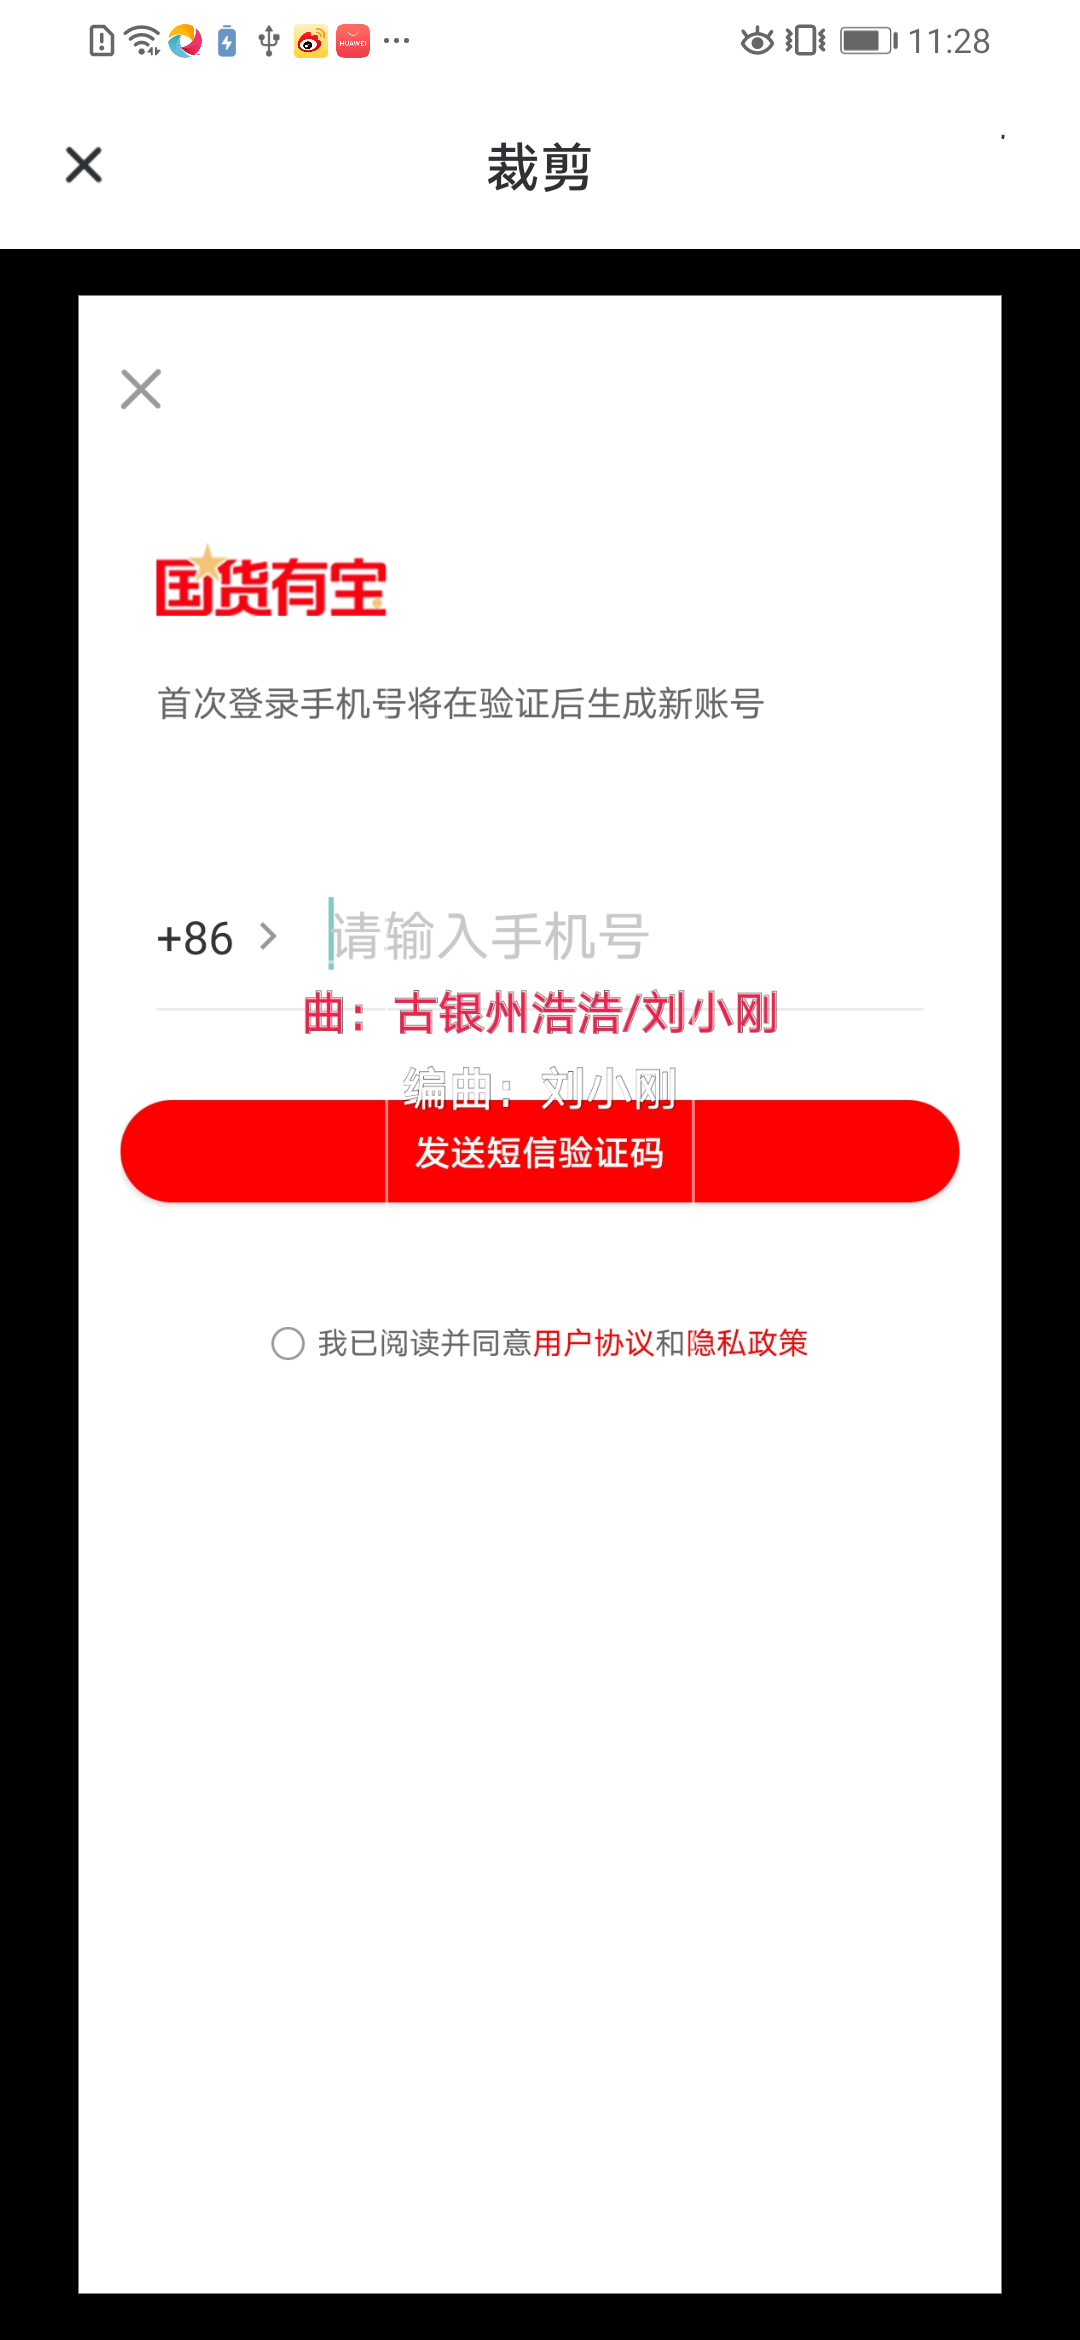 11:28
裁剪
国货有宝
首次登录手机号将在验证后生成新账号
+86 请输入手机号
曲：古银州浩浩/刘小刚
编曲：刘小刚
发送短信验证码
我已阅读并同意用户协议和隐私政策